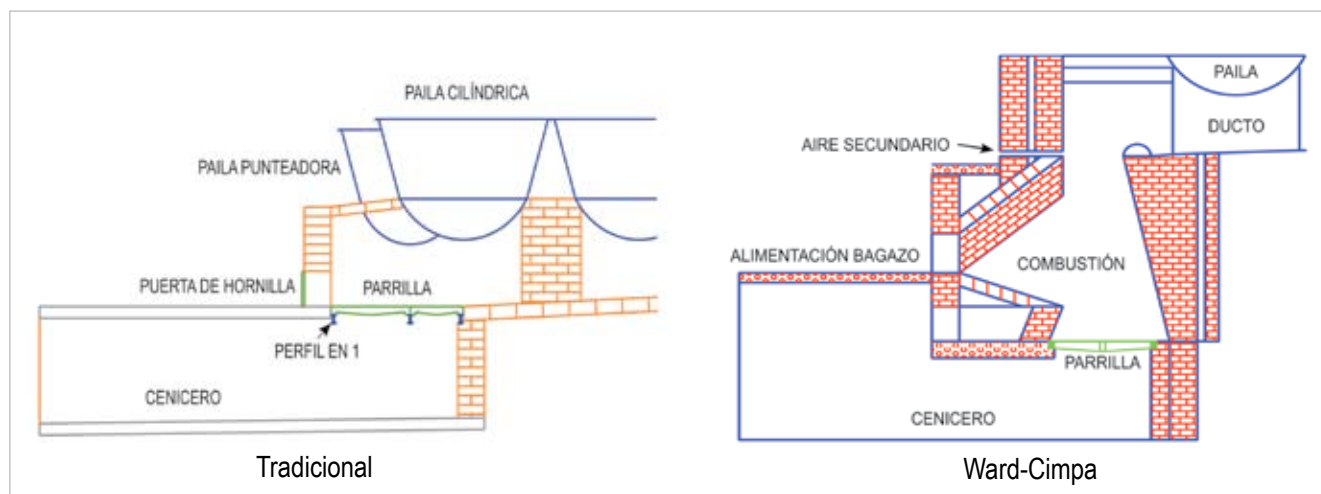 PAILA CILÍNDRICA
PAILA PUNTEADORA
PUERTA DE HORNILLA
PARRILLA
PERFIL EN 1
CENICERO
Tradicional
PAILA
DUCTO
AIRE SECUNDARIO
ALIMENTACIÓN BAGAZO
COMBUSTIÓN
PARRILLA
CENICERO
Ward-Cimpa